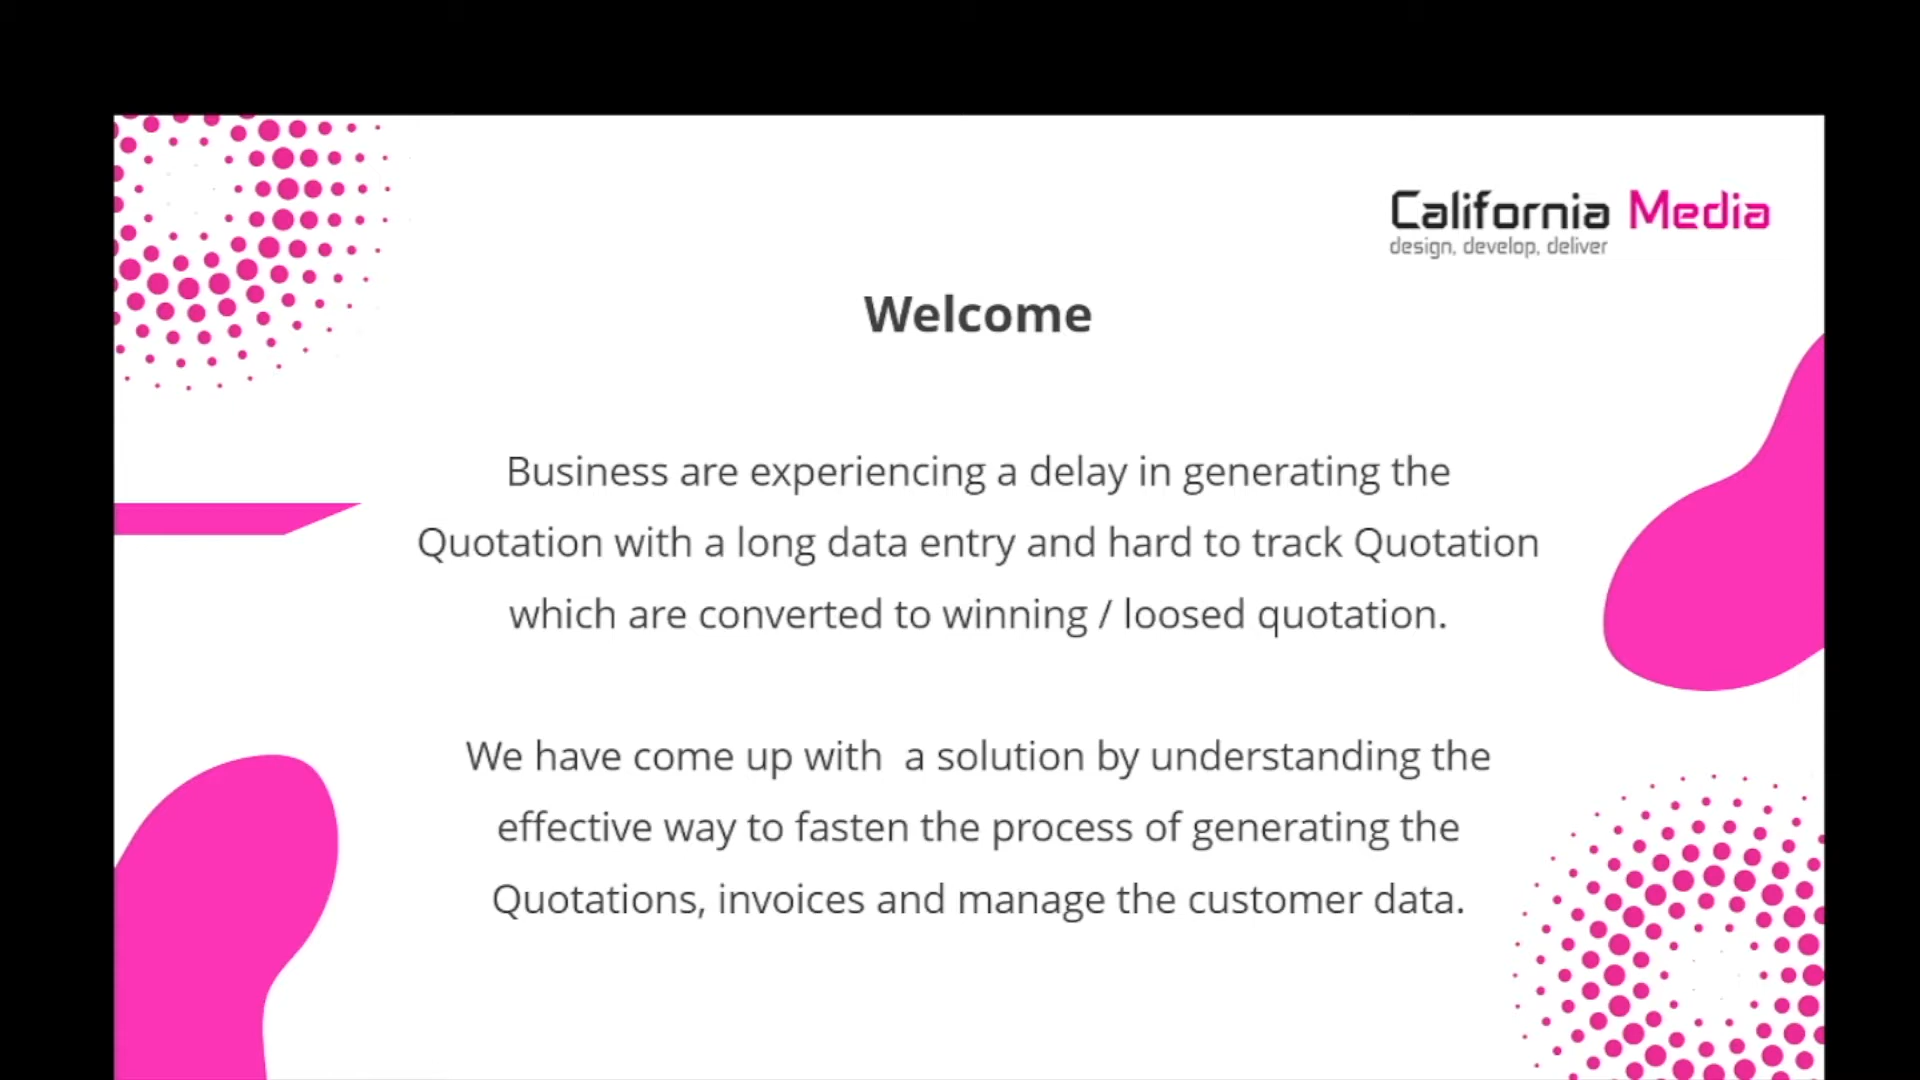 California Media
design, develop, deliver
Welcome
Business are experiencing a delay in generating the
Quotation with a long data entry and hard to track Quotation
which are converted to winning / loosed quotation.
We have come up with  a solution by understanding the
effective way to fasten the process of generating the
Quotations, invoices and manage the customer data.